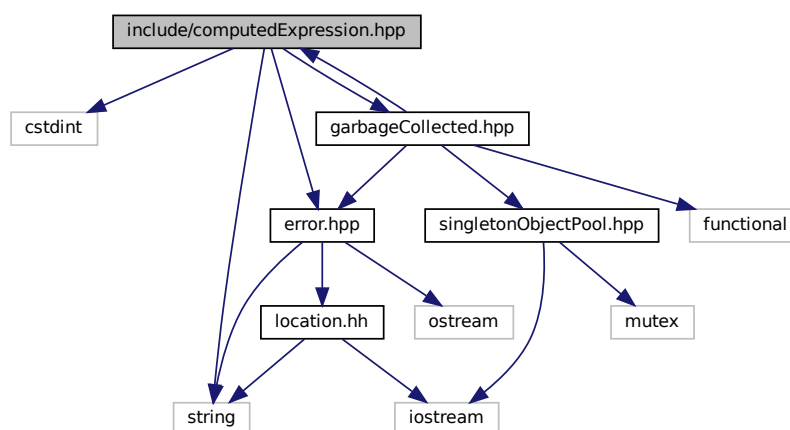 include/computedExpression.hpp
cstdint
garbageCollected.hpp
error.hpp
singletonObjectPool.hpp
functional
location.hh
ostream
mutex
string
iostream